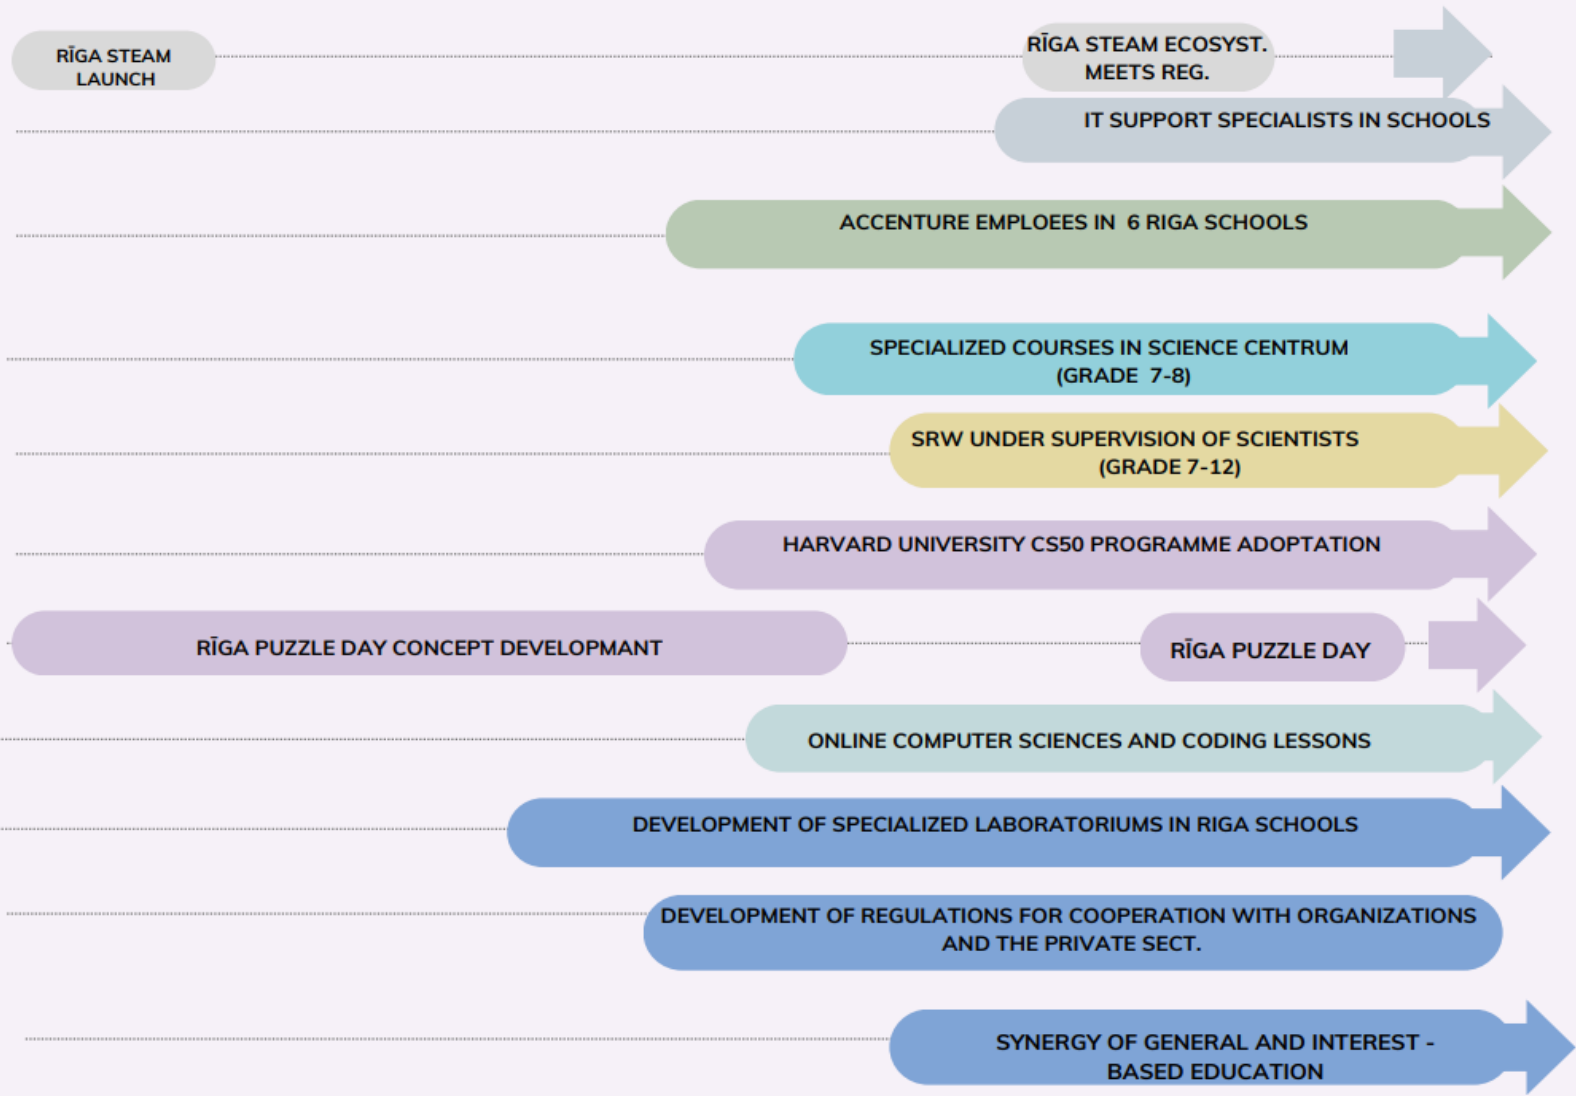 RĪGA STEAM
LAUNCH
RĪGA STEAM ECOSYST.
MEETS REG.
IT SUPPORT SPECIALISTS IN SCHOOLS
ACCENTURE EMPLOEES IN 6 RIGA SCHOOLS
SPECIALIZED COURSES IN SCIENCE CENTRUM
(GRADE 7-8)
SRW UNDER SUPERVISION OF SCIENTISTS
(GRADE 7-12)
HARVARD UNIVERSITY CS50 PROGRAMME ADOPTATION
RĪGA PUZZLE DAY CONCEPT DEVELOPMANT
RĪGA PUZZLE DAY
ONLINE COMPUTER SCIENCES AND CODING LESSONS
DEVELOPMENT OF SPECIALIZED LABORATORIUMS IN RIGA SCHOOLS
DEVELOPMENT OF REGULATIONS FOR COOPERATION WITH ORGANIZATIONS
AND THE PRIVATE SECT.
SYNERGY OF GENERAL AND INTEREST -
BASED EDUCATION